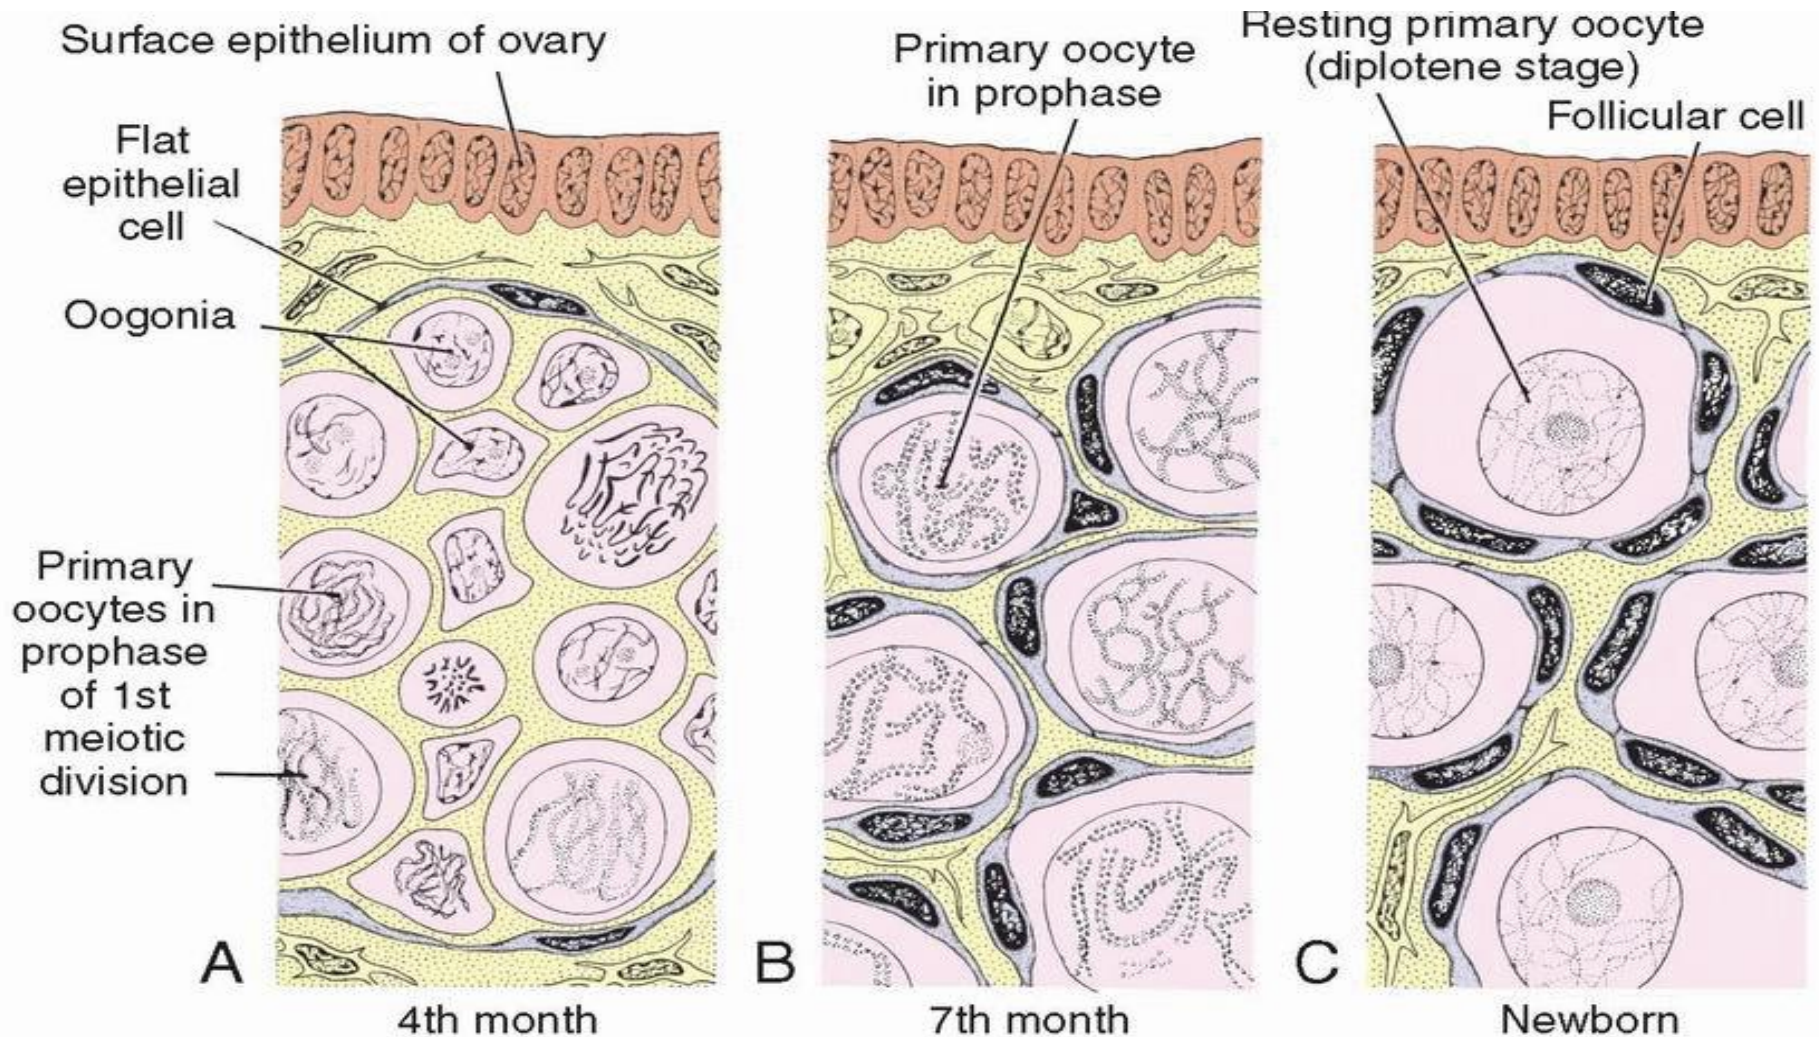 Surface epithelium of ovary
Flat
epithelial
cell
Oogonia
Primary
oocytes in
prophase
of 1st
meiotic
division
A
4th month
Primary oocyte
in prophase
B
7th month
Resting primary oocyte
(diplotene stage)
Follicular cell
C
Newborn